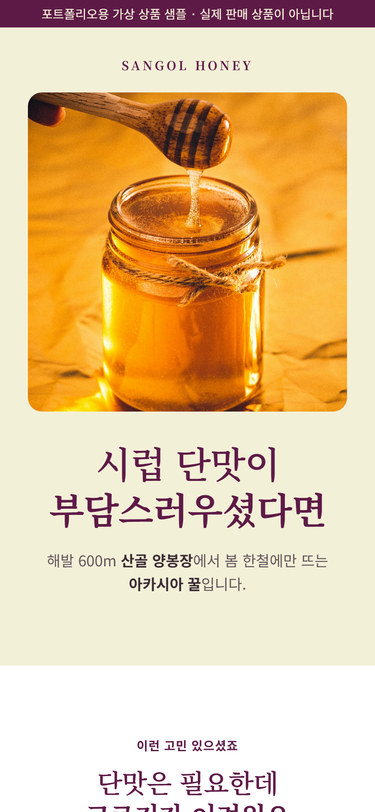 포트폴리오용 가상 상품 샘플 · 실제 판매 상품이 아닙니다
SANGOL HONEY
시럽 단맛이
부담스러우셨다면
해발 600m 산골 양봉장에서 봄 한철에만 뜨는
아카시아 꿀입니다.
이런 고민 있으셨죠
단맛은 필요한데